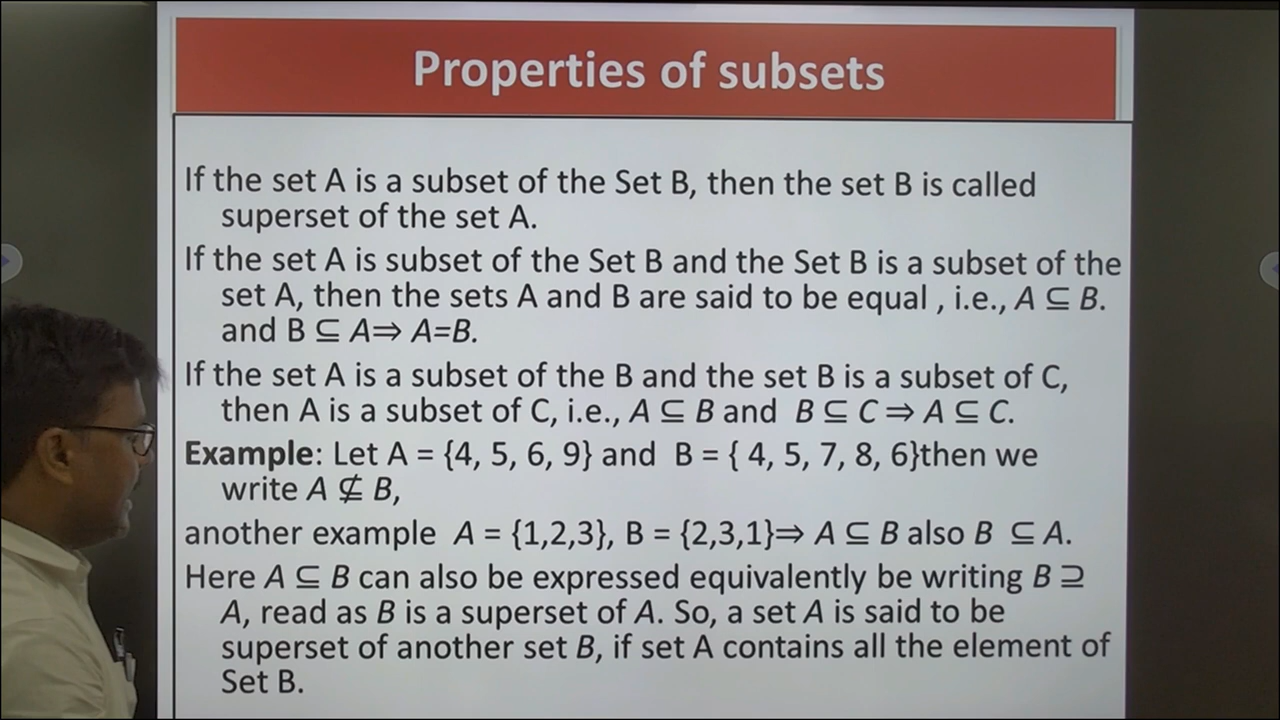 Properties of subsets
If the set A is a subset of the Set B, then the set B is called
superset of the set A.
If the set A is subset of the Set B and the Set B is a subset of the
set A, then the sets A and B are said to be equal , i.e., A ⊆ B.
and B ⊆ A⇒ A=B.
If the set A is a subset of the B and the set B is a subset of C,
then A is a subset of C, i.e., A ⊆ B and B ⊆ C ⇒ A ⊆ C.
Example: Let A = {4, 5, 6, 9} and B = { 4, 5, 7, 8, 6}then we
write A ⊈ B,
another example A = {1,2,3}, B = {2,3,1}⇒ A ⊆ B also B ⊆ A.
Here A ⊆ B can also be expressed equivalently be writing B ⊇
A, read as B is a superset of A. So, a set A is said to be
superset of another set B, if set A contains all the element of
Set B.